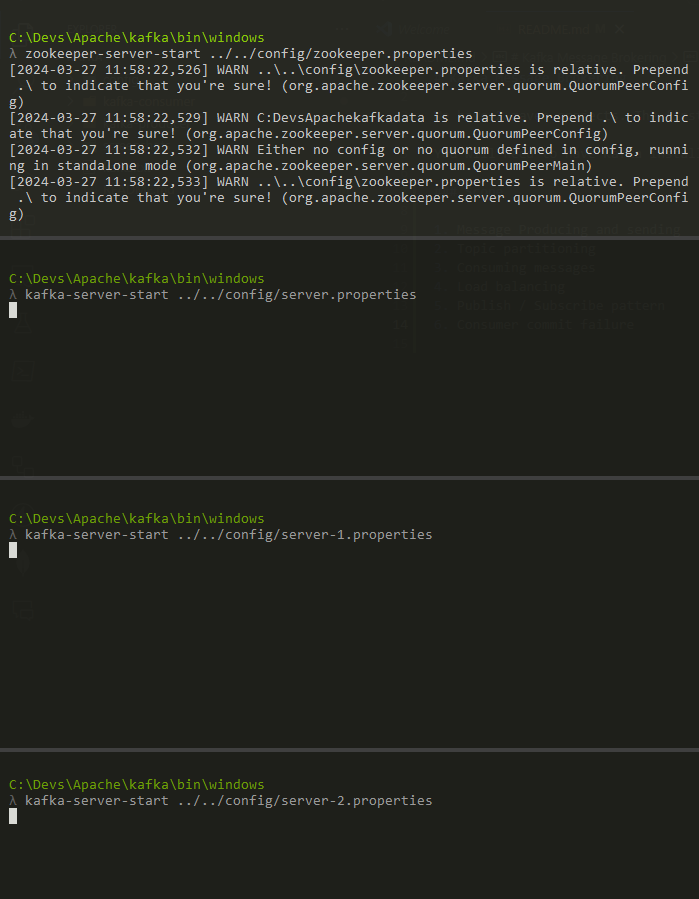 C:\Devs\Apache\kafka\bin\windows
λ zookeeper-server-start ../../config/zookeeper.properties
[2024-03-27 11:58:22,526] WARN ..\..\config\zookeeper.properties is relative. Prepend
 .\ to indicate that you're sure! (org.apache.zookeeper.server.quorum.QuorumPeerConfi
g)
[2024-03-27 11:58:22,529] WARN C:DevsApachekafkadata is relative. Prepend .\ to indic
ate that you're sure! (org.apache.zookeeper.server.quorum.QuorumPeerConfig)
[2024-03-27 11:58:22,532] WARN Either no config or no quorum defined in config, runni
ng in standalone mode (org.apache.zookeeper.server.quorum.QuorumPeerMain)
[2024-03-27 11:58:22,533] WARN ..\..\config\zookeeper.properties is relative. Prepend
 .\ to indicate that you're sure! (org.apache.zookeeper.server.quorum.QuorumPeerConfi
g)
C:\Devs\Apache\kafka\bin\windows
λ kafka-server-start ../../config/server.properties
C:\Devs\Apache\kafka\bin\windows
λ kafka-server-start ../../config/server-1.properties
C:\Devs\Apache\kafka\bin\windows
λ kafka-server-start ../../config/server-2.properties